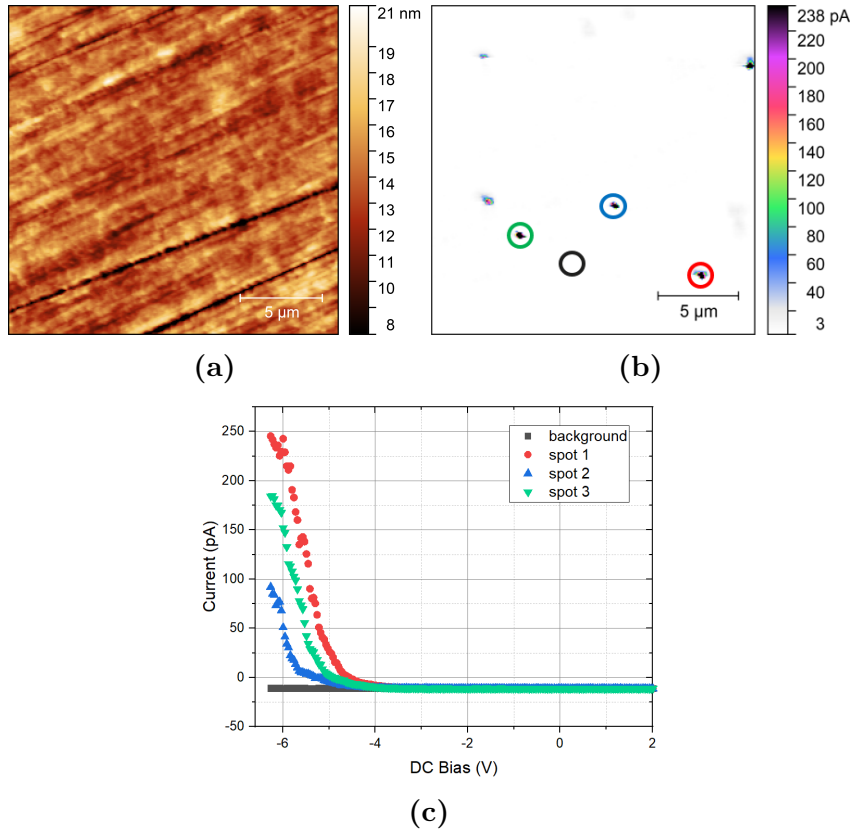 21 nm
19
18
17
16
15
14
13
12
11
10
8
5 µm
(a)
238 pA
220
200
180
160
140
120
100
80
60
40
3
5 µm
(b)
250
200
150
100
50
0
-50
Current (pA)
background
spot 1
spot 2
spot 3
-6
-4
-2
0
2
DC Bias (V)
(c)